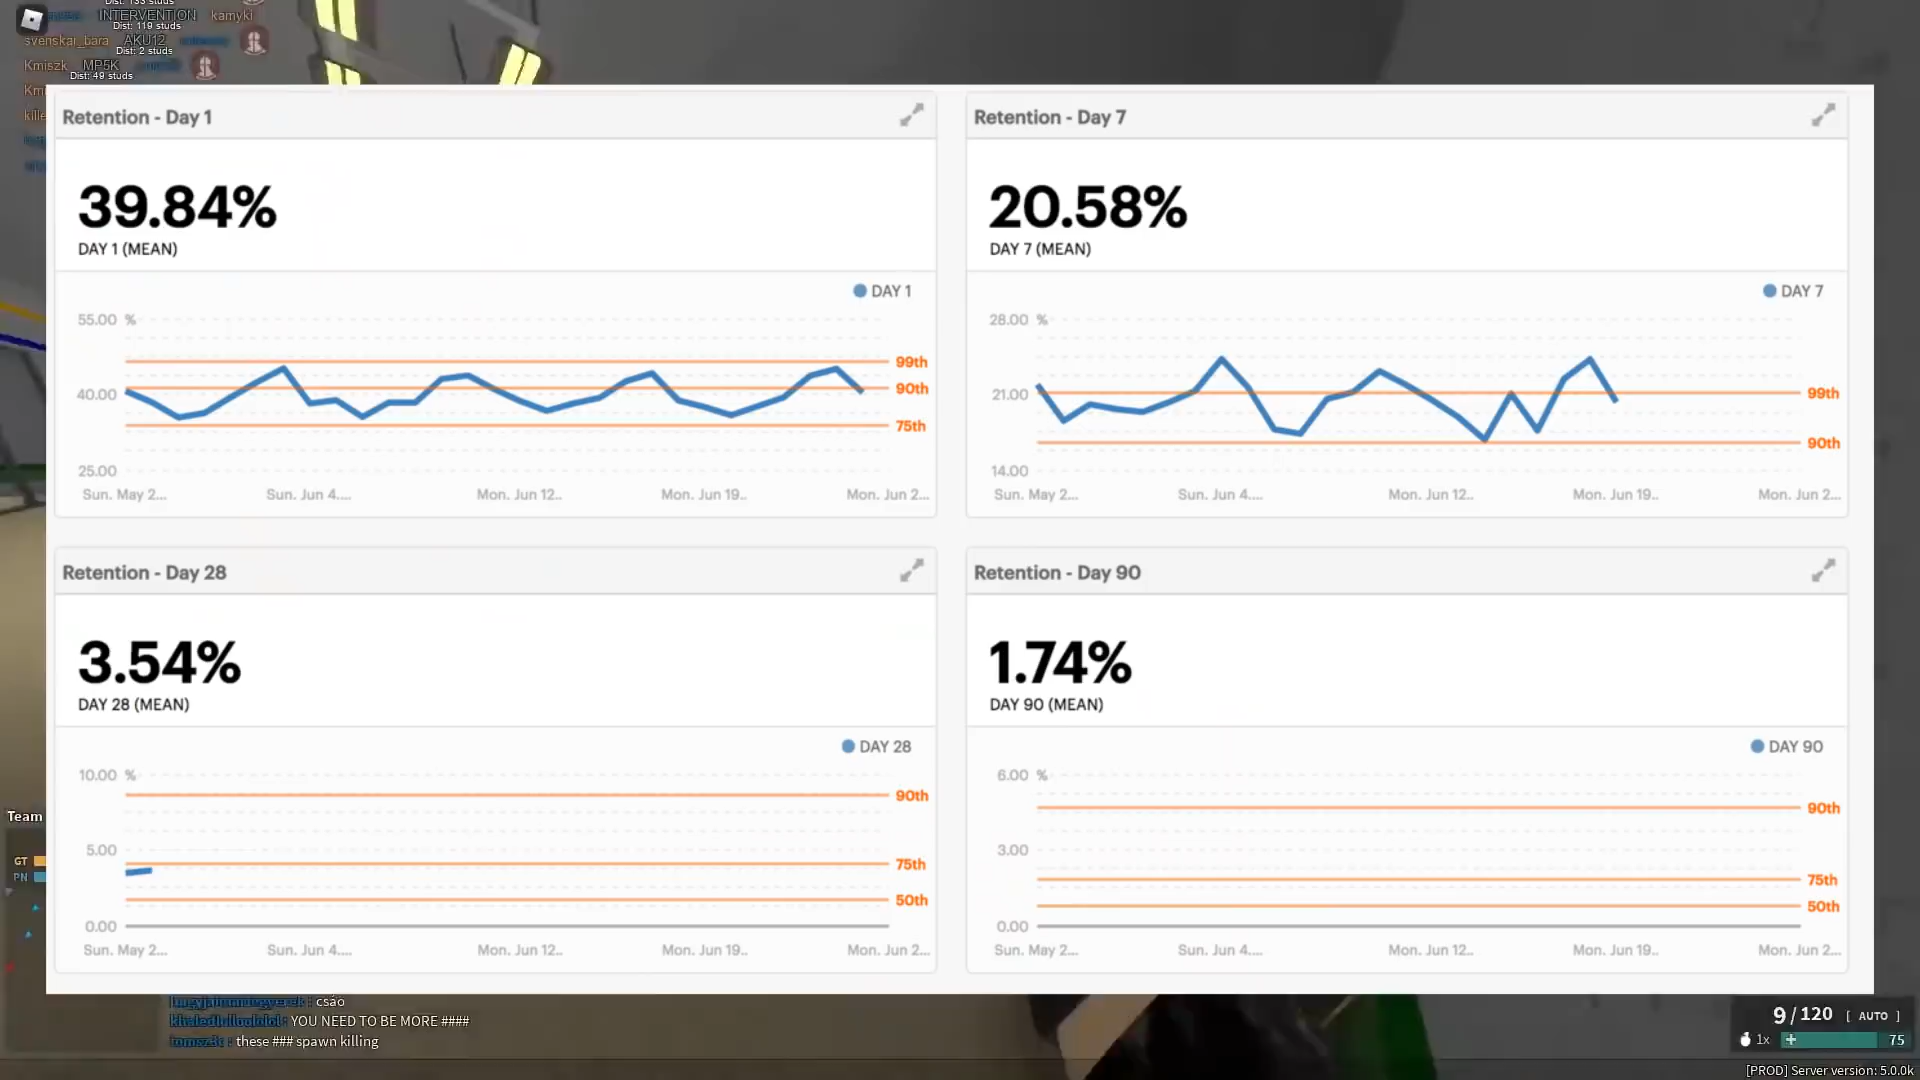 Dist: 133 studs
INTERVENTION kamyki
Dist: 119 studs
svenskar_bara AKU12
Dist: 2 studs
Kmiszk MP5K
Dist: 49 studs
Retention - Day 1
39.84%
DAY 1 (MEAN)
DAY 1
55.00 %
40.00
25.00
99th
90th
75th
Sun. May 2... Sun. Jun 4.... Mon. Jun 12.. Mon. Jun 19.. Mon. Jun 2...
Retention - Day 7
20.58%
DAY 7 (MEAN)
DAY 7
28.00 %
21.00
14.00
99th
90th
Sun. May 2... Sun. Jun 4.... Mon. Jun 12.. Mon. Jun 19.. Mon. Jun 2...
Retention - Day 28
3.54%
DAY 28 (MEAN)
DAY 28
10.00 %
5.00
0.00
90th
75th
50th
Sun. May 2... Sun. Jun 4.... Mon. Jun 12.. Mon. Jun 19.. Mon. Jun 2...
Retention - Day 90
1.74%
DAY 90 (MEAN)
DAY 90
6.00 %
3.00
0.00
90th
75th
50th
Sun. May 2... Sun. Jun 4.... Mon. Jun 12.. Mon. Jun 19.. Mon. Jun 2...
Team
GT
PN
: csáo
: YOU NEED TO BE MORE ####
: these ### spawn killing
9/120 [ AUTO ]
1x 75
[PROD] Server version: 5.0.0k